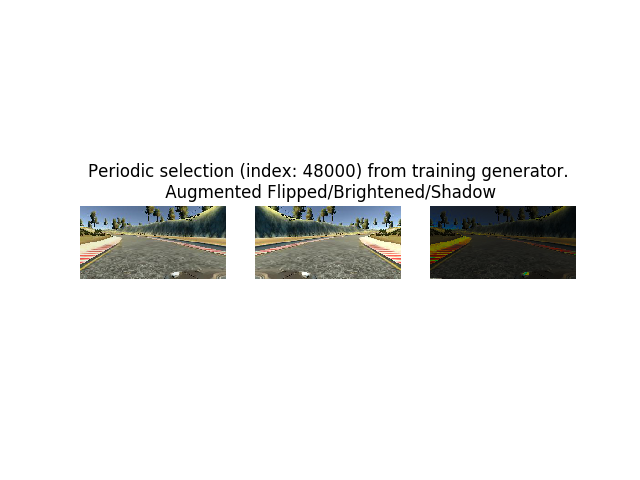 Periodic selection (index: 48000) from training generator.
Augmented Flipped/Brightened/Shadow